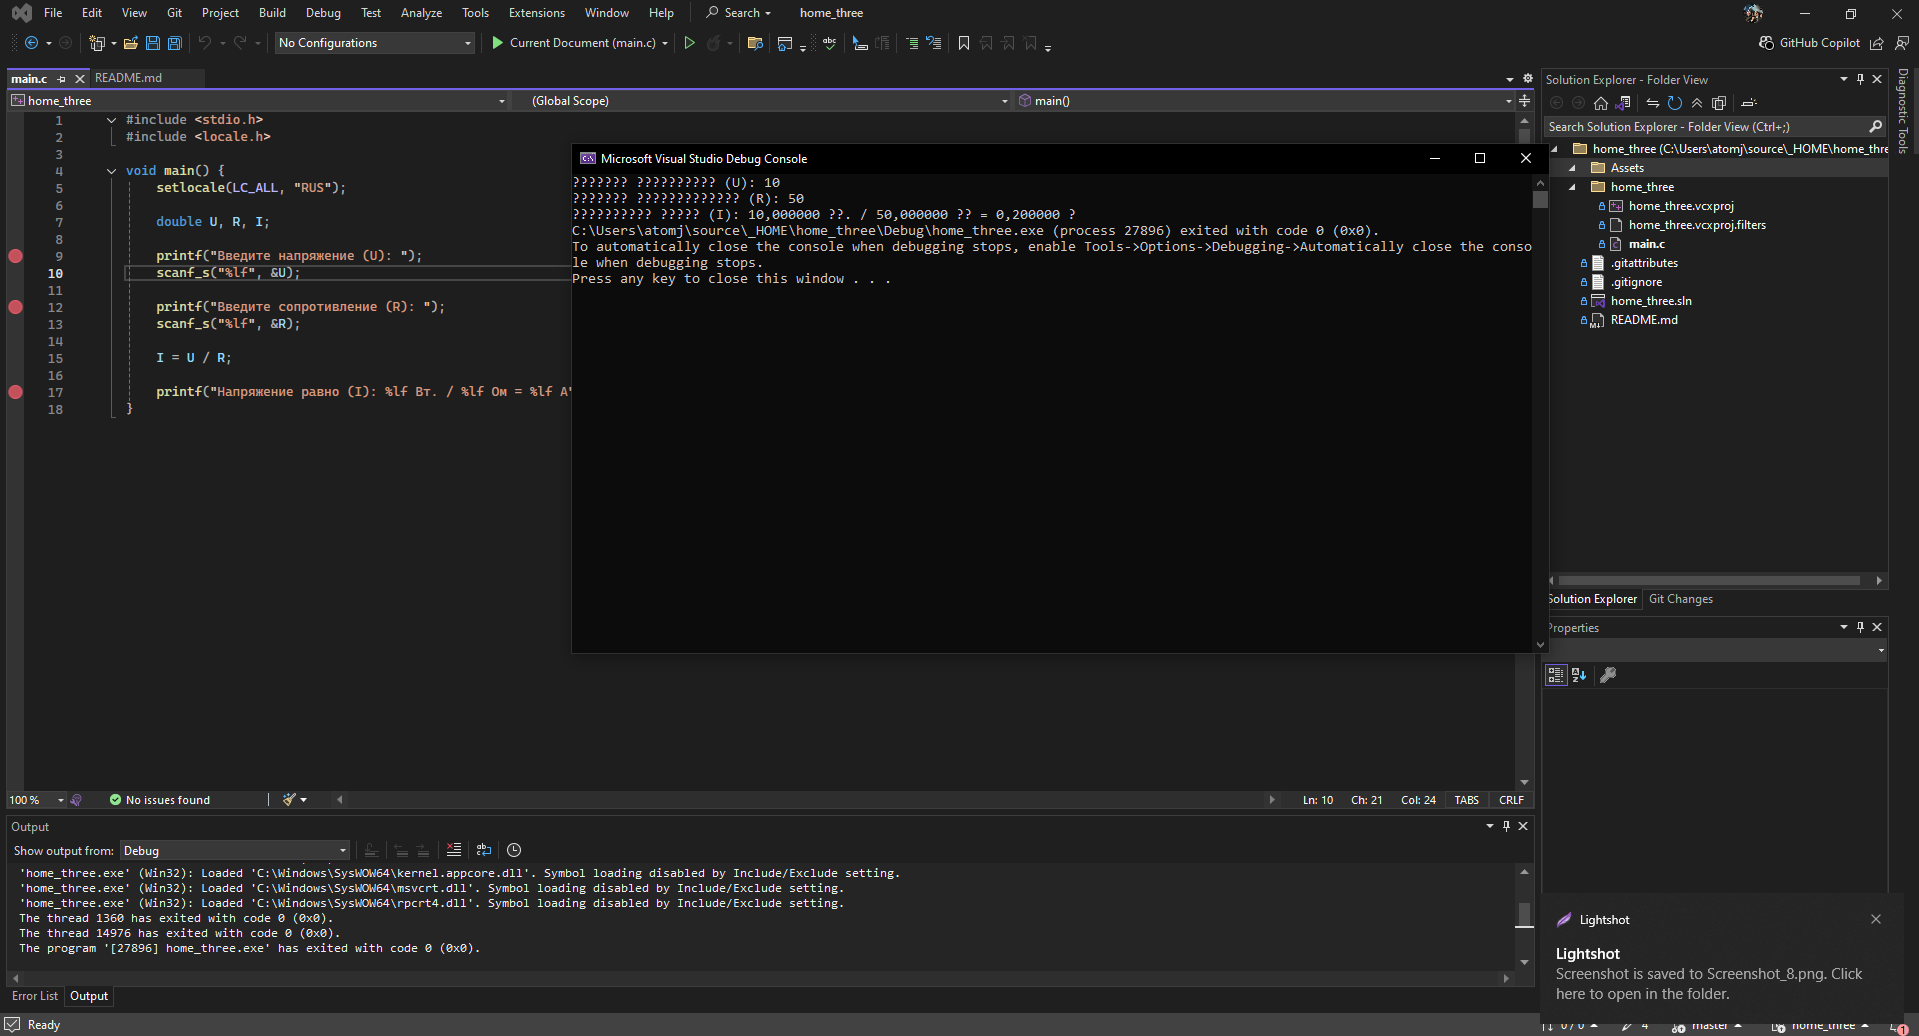 File Edit View Git Project Build Debug Test Analyze Tools Extensions Window Help Search home_three
No Configurations Current Document (main.c) GitHub Copilot
main.c README.md
home_three (Global Scope) main()
1 #include <stdio.h>
2 #include <locale.h>
3
4 void main() {
5 setlocale(LC_ALL, "RUS");
6
7 double U, R, I;
8
9 printf("Введите напряжение (U): ");
10 scanf_s("%lf", &U);
11
12 printf("Введите сопротивление (R): ");
13 scanf_s("%lf", &R);
14
15 I = U / R;
16
17 printf("Напряжение равно (I): %lf Вт. / %lf Ом = %lf А"
18 }
Microsoft Visual Studio Debug Console
??????? ?????????? (U): 10
??????? ????????????? (R): 50
?????????? ????? (I): 10,000000 ??. / 50,000000 ?? = 0,200000 ?
C:\Users\atomj\source\_HOME\home_three\Debug\home_three.exe (process 27896) exited with code 0 (0x0).
To automatically close the console when debugging stops, enable Tools->Options->Debugging->Automatically close the conso
le when debugging stops.
Press any key to close this window . . .
Solution Explorer - Folder View
Search Solution Explorer - Folder View (Ctrl+;)
home_three (C:\Users\atomj\source\_HOME\home_thre
Assets
home_three
home_three.vcxproj
home_three.vcxproj.filters
main.c
.gitattributes
.gitignore
home_three.sln
README.md
Solution Explorer Git Changes
Properties
Diagnostic Tools
100 % No issues found Ln: 10 Ch: 21 Col: 24 TABS CRLF
Output
Show output from: Debug
'home_three.exe' (Win32): Loaded 'C:\Windows\SysWOW64\kernel.appcore.dll'. Symbol loading disabled by Include/Exclude setting.
'home_three.exe' (Win32): Loaded 'C:\Windows\SysWOW64\msvcrt.dll'. Symbol loading disabled by Include/Exclude setting.
'home_three.exe' (Win32): Loaded 'C:\Windows\SysWOW64\rpcrt4.dll'. Symbol loading disabled by Include/Exclude setting.
The thread 1360 has exited with code 0 (0x0).
The thread 14976 has exited with code 0 (0x0).
The program '[27896] home_three.exe' has exited with code 0 (0x0).
Error List Output
Lightshot
Lightshot
Screenshot is saved to Screenshot_8.png. Click
here to open in the folder.
Ready 0 / 0 4 master home_three 1